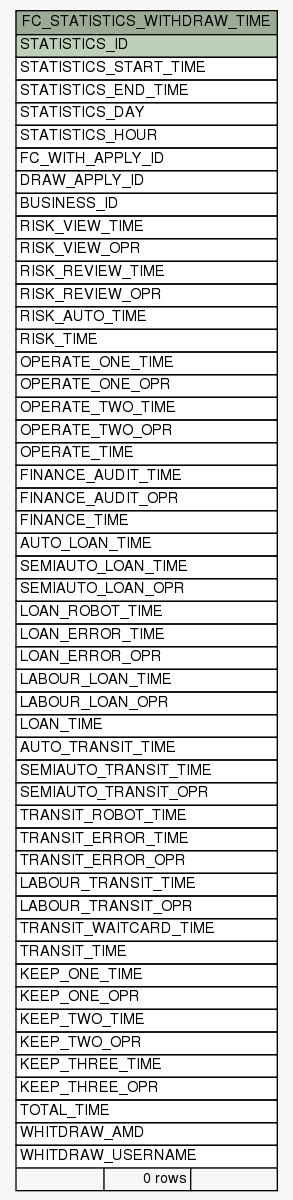 FC_STATISTICS_WITHDRAW_TIME
STATISTICS_ID
STATISTICS_START_TIME
STATISTICS_END_TIME
STATISTICS_DAY
STATISTICS_HOUR
FC_WITH_APPLY_ID
DRAW_APPLY_ID
BUSINESS_ID
RISK_VIEW_TIME
RISK_VIEW_OPR
RISK_REVIEW_TIME
RISK_REVIEW_OPR
RISK_AUTO_TIME
RISK_TIME
OPERATE_ONE_TIME
OPERATE_ONE_OPR
OPERATE_TWO_TIME
OPERATE_TWO_OPR
OPERATE_TIME
FINANCE_AUDIT_TIME
FINANCE_AUDIT_OPR
FINANCE_TIME
AUTO_LOAN_TIME
SEMIAUTO_LOAN_TIME
SEMIAUTO_LOAN_OPR
LOAN_ROBOT_TIME
LOAN_ERROR_TIME
LOAN_ERROR_OPR
LABOUR_LOAN_TIME
LABOUR_LOAN_OPR
LOAN_TIME
AUTO_TRANSIT_TIME
SEMIAUTO_TRANSIT_TIME
SEMIAUTO_TRANSIT_OPR
TRANSIT_ROBOT_TIME
TRANSIT_ERROR_TIME
TRANSIT_ERROR_OPR
LABOUR_TRANSIT_TIME
LABOUR_TRANSIT_OPR
TRANSIT_WAITCARD_TIME
TRANSIT_TIME
KEEP_ONE_TIME
KEEP_ONE_OPR
KEEP_TWO_TIME
KEEP_TWO_OPR
KEEP_THREE_TIME
KEEP_THREE_OPR
TOTAL_TIME
WHITDRAW_AMD
WHITDRAW_USERNAME
0 rows